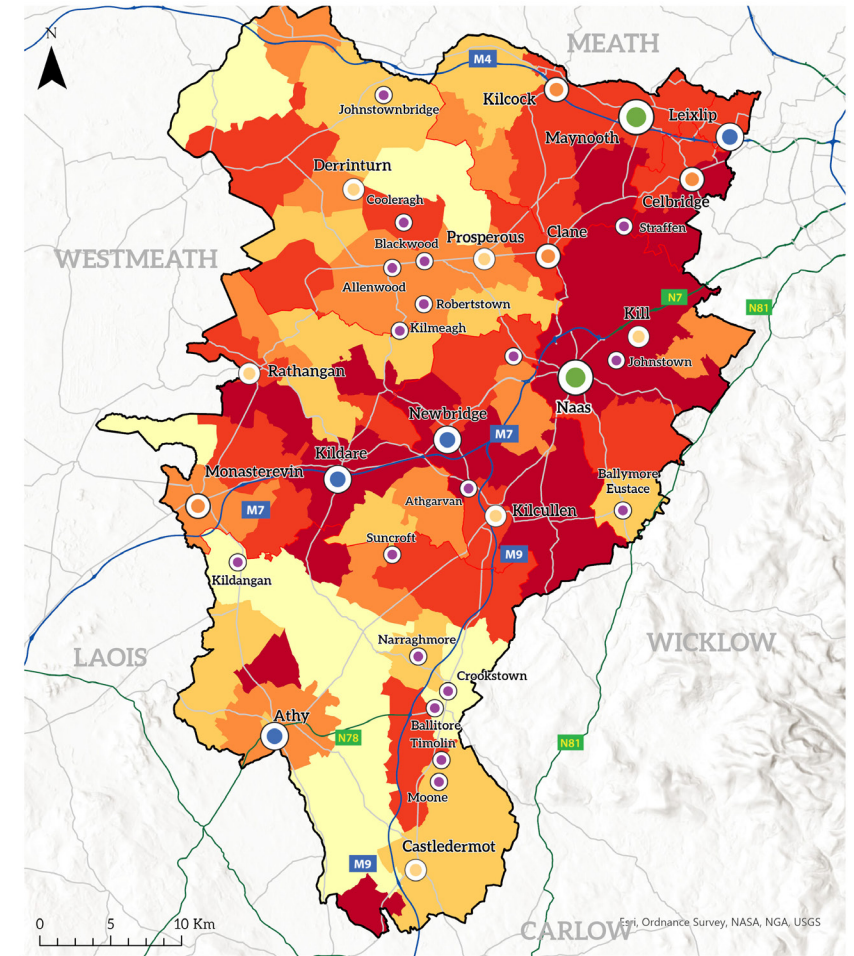 N
MEATH
M4
Johnstownbridge
Kilcock
Leixlip
Maynooth
Derrinturn
Cooleragh
Celbridge
Straffen
Blackwood
Prosperous
Clane
WESTMEATH
Allenwood
Robertstown
N7
N81
Kill
Kilmeagh
Johnstown
Rathangan
Naas
Newbridge
M7
Kildare
Monasterevin
Ballymore
Eustace
Athgarvan
M7
Kilcullen
Suncroft
M9
Kildangan
Narraghmore
WICKLOW
LAOIS
Crookstown
Athy
Ballitore
N78
Timolin
N81
Moone
Castledermot
M9
0 5 10 Km
CARLOW
Esri, Ordnance Survey, NASA, NGA, USGS